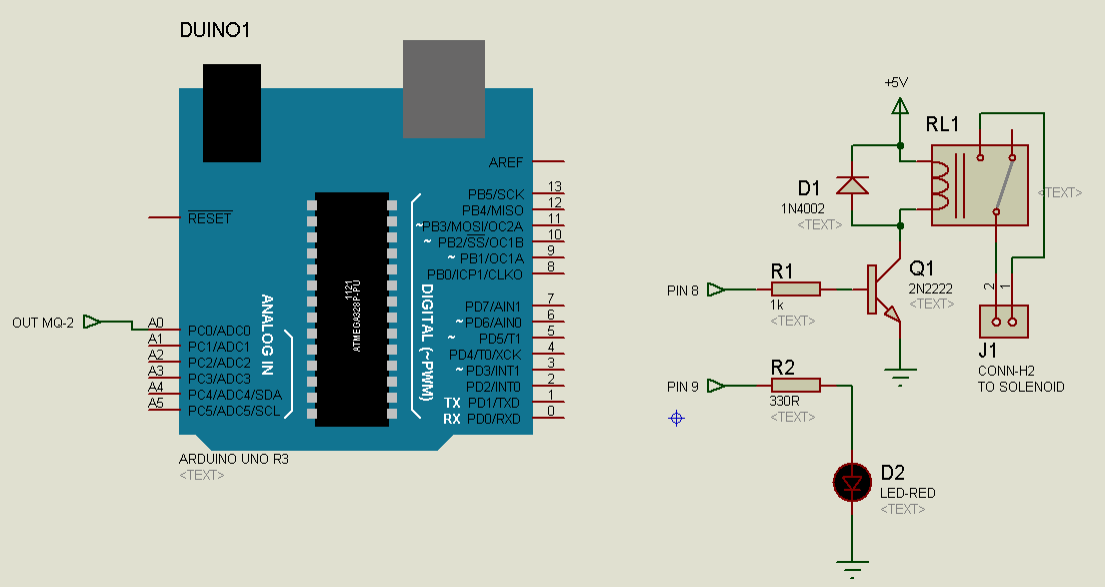 DUINO1
AREF
RESET
PB5/SCK 13
PB4/MISO 12
~PB3/MOSI/OC2A 11
~ PB2/SS/OC1B 10
~ PB1/OC1A 9
PB0/ICP1/CLKO 8
PD7/AIN1 7
~PD6/AIN0 6
~ PD5/T1 5
PD4/T0/XCK 4
~PD3/INT1 3
PD2/INT0 2
TX PD1/TXD 1
RX PD0/RXD 0
DIGITAL (~PWM)
1121
ATMEGA328P-PU
ANALOG IN
OUT MQ-2
A0 PC0/ADC0
A1 PC1/ADC1
A2 PC2/ADC2
A3 PC3/ADC3
A4 PC4/ADC4/SDA
A5 PC5/ADC5/SCL
ARDUINO UNO R3
<TEXT>
+5V
RL1
<TEXT>
D1
1N4002
<TEXT>
Q1
2N2222
<TEXT>
PIN 8
R1
1k
<TEXT>
2
1
J1
CONN-H2
TO SOLENOID
PIN 9
R2
330R
<TEXT>
D2
LED-RED
<TEXT>